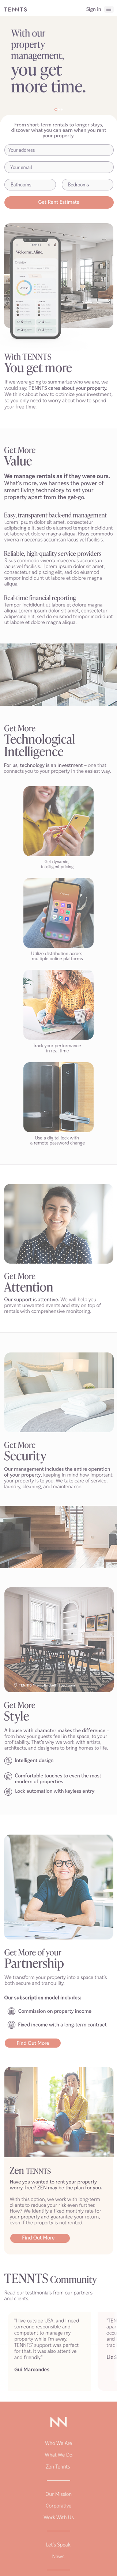 TENNTS
Sign in
With our
property
management,
you get
more time.
From short-term rentals to longer stays,
discover what you can earn when you rent
your property.
Your address
Your email
Bathrooms
Bedrooms
Get Rent Estimate
With TENNTS
You get more
If we were going to summarise who we are, we
would say: TENNTS cares about your property.
We think about how to optimise your investment,
so you only need to worry about how to spend
your free time.
Get More
Value
We manage rentals as if they were ours.
What's more, we harness the power of
smart living technology to set your
property apart from the get go.
Easy, transparent back-end management
Lorem ipsum dolor sit amet, consectetur
adipiscing elit, sed do eiusmod tempor incididunt
ut labore et dolore magna aliqua. Risus commodo
viverra maecenas accumsan lacus vel facilisis.
Reliable, high-quality service providers
Risus commodo viverra maecenas accumsan
lacus vel facilisis. Lorem ipsum dolor sit amet,
consectetur adipiscing elit, sed do eiusmod
tempor incididunt ut labore et dolore magna
aliqua.
Real time financial reporting
Tempor incididunt ut labore et dolore magna
aliqua Lorem ipsum dolor sit amet, consectetur
adipiscing elit, sed do eiusmod tempor incididunt
ut labore et dolore magna aliqua.
Get More
Technological
Intelligence
For us, technology is an investment – one that
connects you to your property in the easiest way.
Get dynamic,
intelligent pricing
Utilize distribution across
multiple online platforms
Track your performance
in real time
Use a digital lock with
a remote password change
Get More
Attention
Our support is attentive. We will help you
prevent unwanted events and stay on top of
rentals with comprehensive monitoring.
Get More
Security
Our management includes the entire operation
of your property, keeping in mind how important
your property is to you. We take care of service,
laundry, cleaning, and maintenance.
Get More
Style
A house with character makes the difference –
from how your guests feel in the space, to your
profitability. That's why we work with artists,
architects, and designers to bring homes to life.
Intelligent design
Comfortable touches to even the most
modern of properties
Lock automation with keyless entry
Get More of your
Partnership
We transform your property into a space that's
both secure and in tranquility.
Our subscription model includes:
Commission on property income
Fixed income with a long-term contract
Find Out More
Zen TENNTS
Have you wanted to rent your property
worry-free? ZEN may be the plan for you.
With this option, we work with long-term
clients to reduce your risk even further.
How? By identifying a fixed monthly rate for
your property and guarantee your return,
even if the property is not rented.
Find Out More
TENNTS Community
Read our testimonials from our partners
and clients.
"I live outside USA, and I need
someone responsible and
competent to manage my
property while I'm away.
TENNTS' support was perfect
for that. It was also attentive
and friendly."
Gui Marcondes
Who We Are
What We Do
Zen Tennts
Our Mission
Corporative
Work With Us
Let's Speak
News